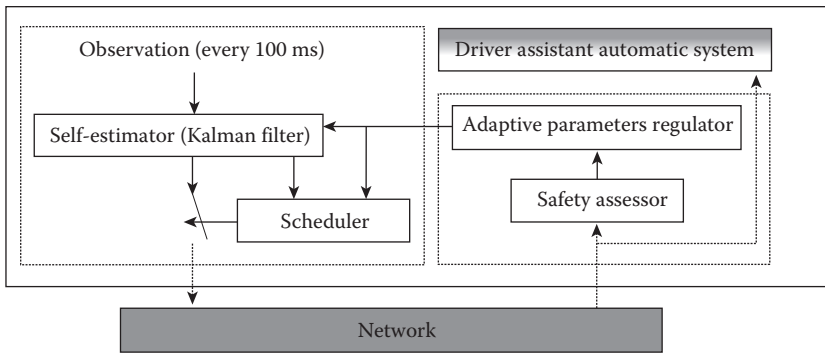 Observation (every 100 ms)
Driver assistant automatic system
Self-estimator (Kalman filter)
Adaptive parameters regulator
Safety assessor
Scheduler
Network